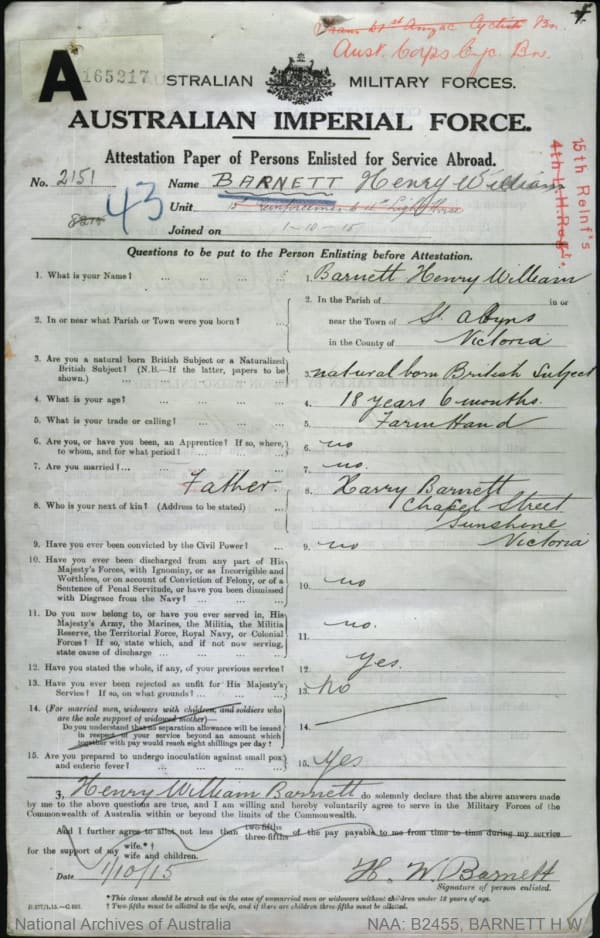 Trans to 1st Anzac Cyclist Bn.
Aust. Corps Cyc. Bn.
A 165217
AUSTRALIAN MILITARY FORCES.
AUSTRALIAN IMPERIAL FORCE.
Attestation Paper of Persons Enlisted for Service Abroad.
No. 2151 Name BARNETT Henry William
43
Unit 15 Reinforcements 4th Light Horse
Joined on 1-10-15
15th Reinf's
4th L.H. Regt.
Questions to be put to the Person Enlisting before Attestation.
1. What is your Name? ... ... ... ... 1. Barnett Henry William
2. In or near what Parish or Town were you born? ... 2. In the Parish of in or
near the Town of St. Albyns
in the County of Victoria
3. Are you a natural born British Subject or a Naturalized
British Subject? (N.B.—If the latter, papers to be
shown.) ... ... ... 3. natural born British Subject
4. What is your age? ... ... ... ... 4. 18 years 6 months.
5. What is your trade or calling? ... ... ... 5. Farm Hand
6. Are you, or have you been, an Apprentice? If so, where,
to whom, and for what period? ... ... ... 6. no
7. Are you married? ... ... ... ... 7. no.
Father.
8. Who is your next of kin? (Address to be stated) ... 8. Harry Barnett
Chapel Street
Sunshine
Victoria
9. Have you ever been convicted by the Civil Power? ... 9. no
10. Have you ever been discharged from any part of His
Majesty's Forces, with Ignominy, or as Incorrigible and
Worthless, or on account of Conviction of Felony, or of a
Sentence of Penal Servitude, or have you been dismissed
with Disgrace from the Navy? ... ... ... 10. no
11. Do you now belong to, or have you ever served in, His
Majesty's Army, the Marines, the Militia, the Militia
Reserve, the Territorial Force, Royal Navy, or Colonial
Forces? If so, state which, and if not now serving,
state cause of discharge ... ... ... 11. no.
12. Have you stated the whole, if any, of your previous service? 12. Yes.
13. Have you ever been rejected as unfit for His Majesty's
Service? If so, on what grounds? ... ... 13. No
14. (For married men, widowers with children, and soldiers who
are the sole support of widowed mother)—
Do you understand that no separation allowance will be issued
in respect of your service beyond an amount which
together with pay would reach eight shillings per day? 14.
15. Are you prepared to undergo inoculation against small pox
and enteric fever? ... ... ... ... 15. Yes
I, Henry William Barnett do solemnly declare that the above answers made
by me to the above questions are true, and I am willing and hereby voluntarily agree to serve in the Military Forces of the
Commonwealth of Australia within or beyond the limits of the Commonwealth.
And I further agree to allot not less than two-fifths three-fifths of the pay payable to me from time to time during my service
for the support of my wife.*† wife and children.
Date 1/10/15 H. W. Barnett
Signature of person enlisted.
*This clause should be struck out in the case of unmarried men or widowers without children under 18 years of age.
† Two-fifths must be allotted to the wife, and if there are children three-fifths must be allotted.
National Archives of Australia NAA: B2455, BARNETT H W